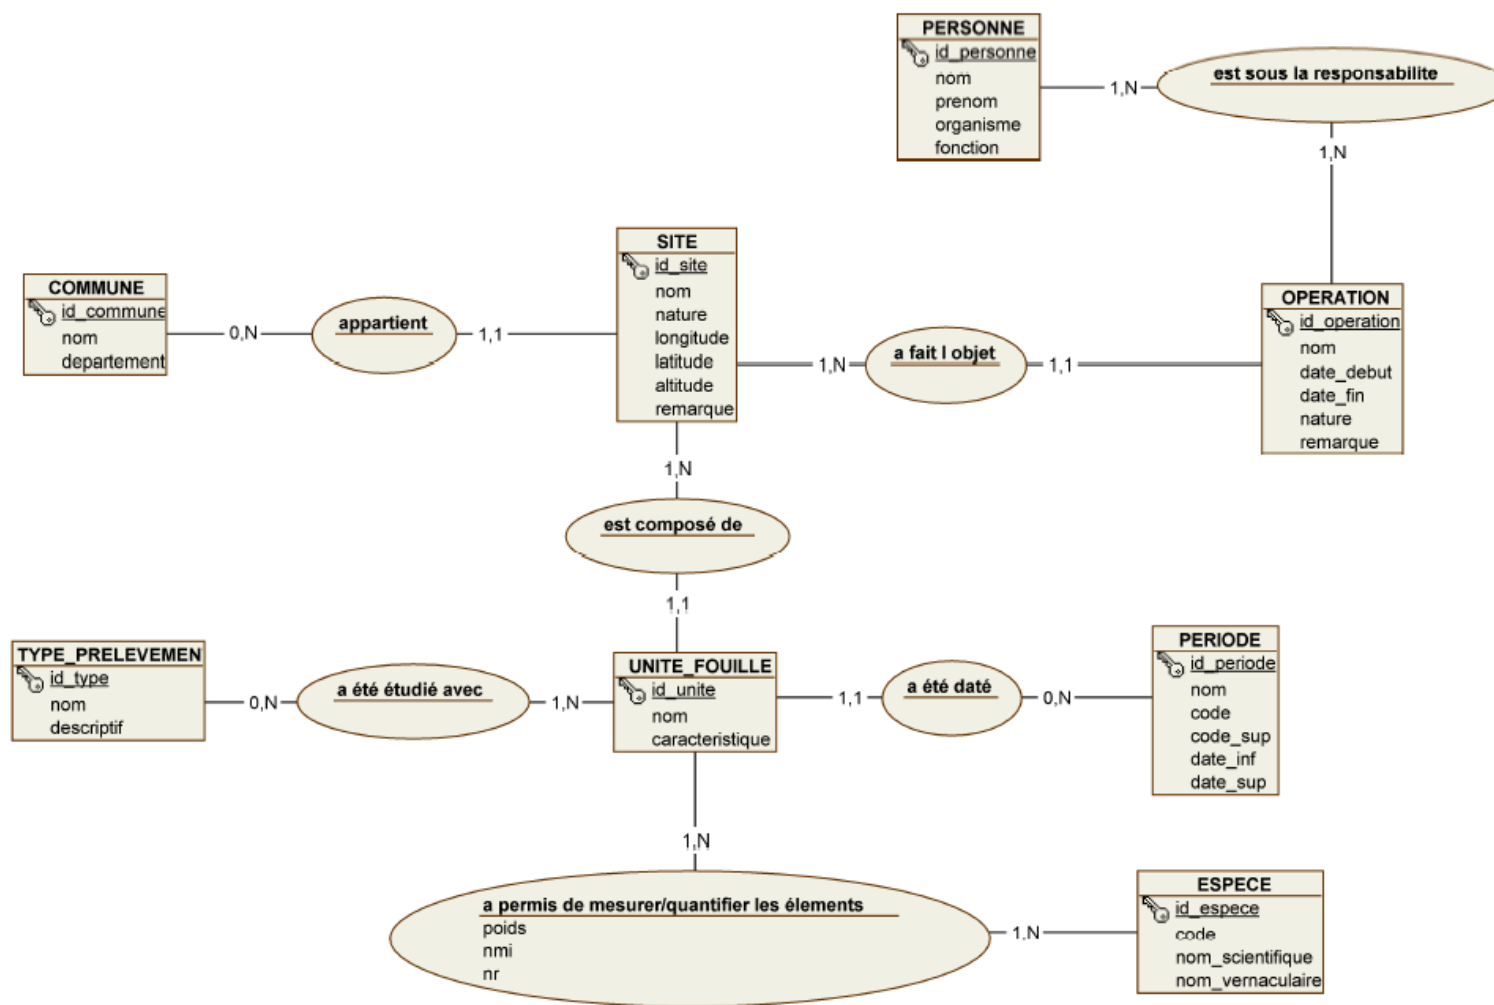 PERSONNE
id_personne
nom
prenom
organisme
fonction
1,N
est sous la responsabilite
1,N
COMMUNE
id_commune
nom
departement
0,N
appartient
1,1
SITE
id_site
nom
nature
longitude
latitude
altitude
remarque
1,N
a fait l objet
1,1
OPERATION
id_operation
nom
date_debut
date_fin
nature
remarque
1,N
est composé de
1,1
TYPE_PRELEVEMEN
id_type
nom
descriptif
0,N
a été étudié avec
1,N
UNITE_FOUILLE
id_unite
nom
caracteristique
1,1
a été daté
0,N
PERIODE
id_periode
nom
code
code_sup
date_inf
date_sup
1,N
a permis de mesurer/quantifier les élements
poids
nmi
nr
1,N
ESPECE
id_espece
code
nom_scientifique
nom_vernaculaire